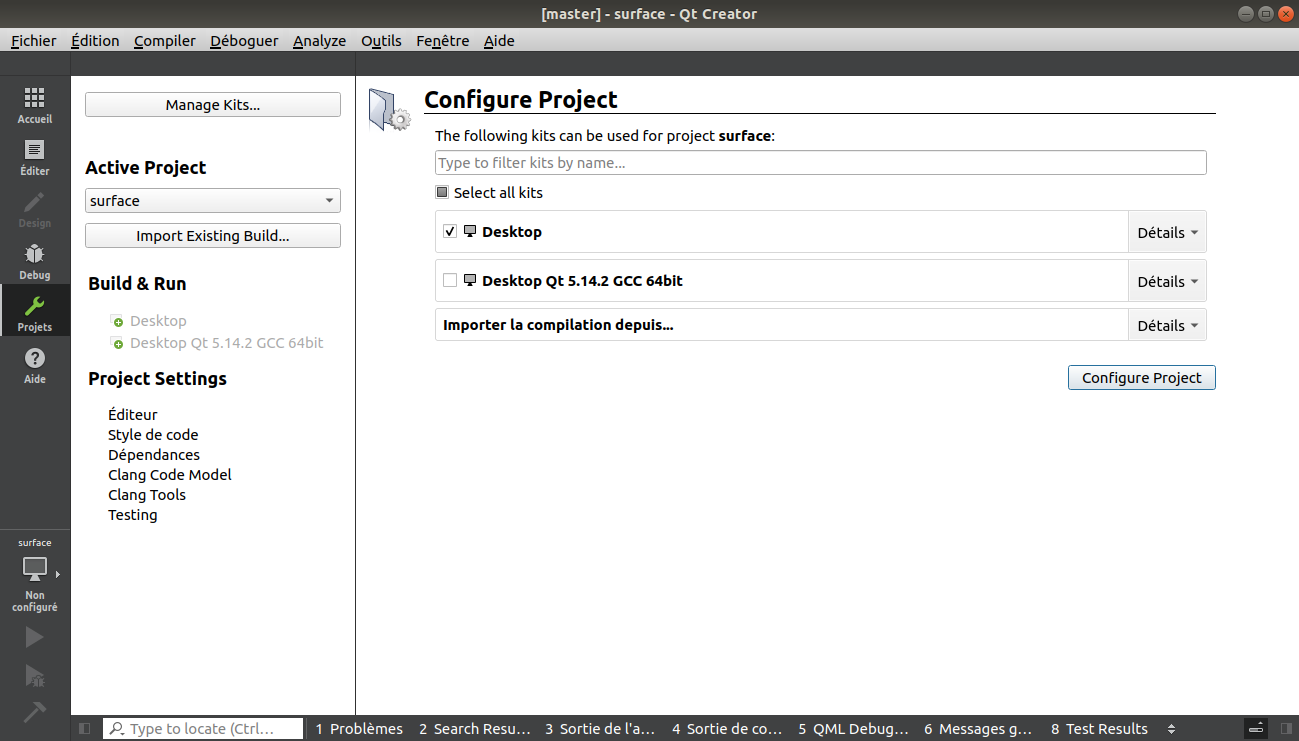 [master] - surface - Qt Creator
Fichier Édition Compiler Déboguer Analyze Outils Fenêtre Aide
Accueil
Éditer
Design
Debug
Projets
Aide
surface
Non
configuré
Manage Kits...
Active Project
surface
Import Existing Build...
Build & Run
Desktop
Desktop Qt 5.14.2 GCC 64bit
Project Settings
Éditeur
Style de code
Dépendances
Clang Code Model
Clang Tools
Testing
Configure Project
The following kits can be used for project surface:
Type to filter kits by name...
Select all kits
Desktop Détails
Desktop Qt 5.14.2 GCC 64bit Détails
Importer la compilation depuis... Détails
Configure Project
Type to locate (Ctrl... 1 Problèmes 2 Search Resu... 3 Sortie de l'a... 4 Sortie de co... 5 QML Debug... 6 Messages g... 8 Test Results